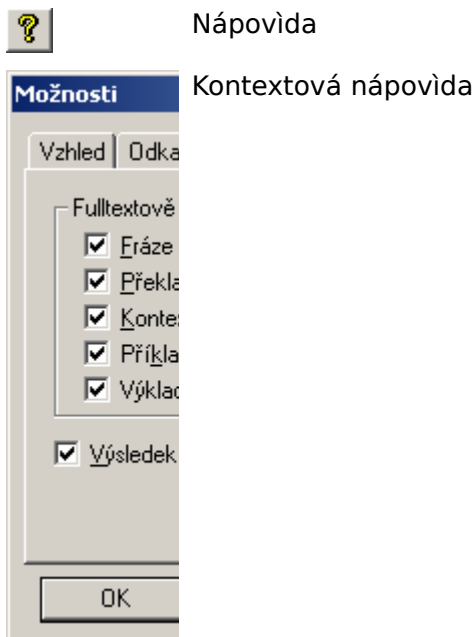 Nápovìda
Kontextová nápovìda
Možnosti
Vzhled
Fulltextově
Fráze
OK
Výsledek